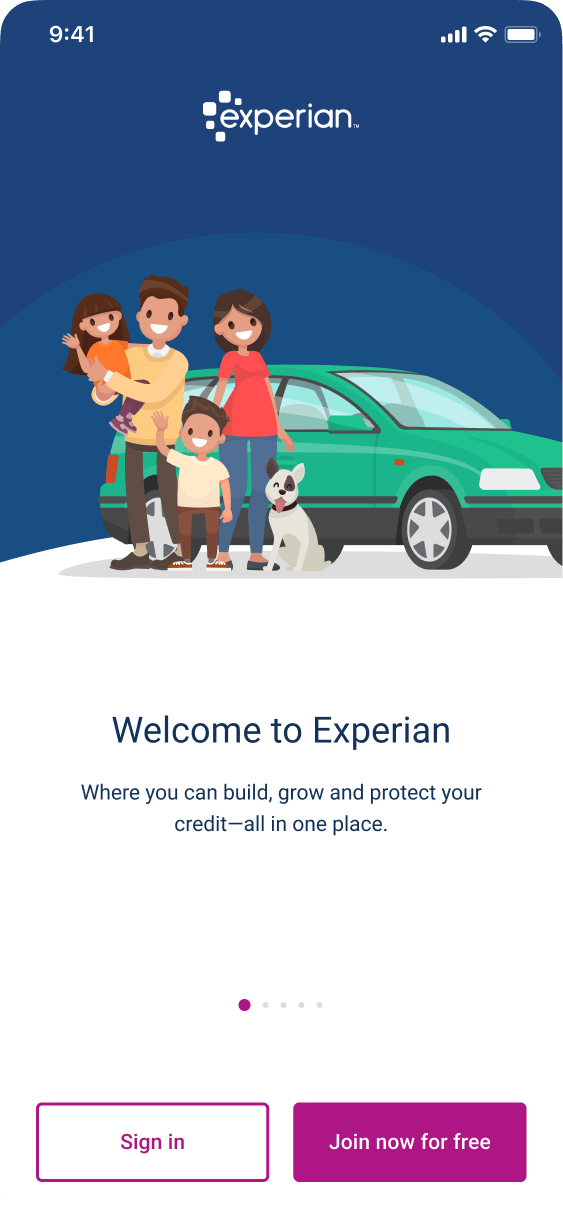 9:41
experian™
Welcome to Experian
Where you can build, grow and protect your
credit—all in one place.
Sign in
Join now for free